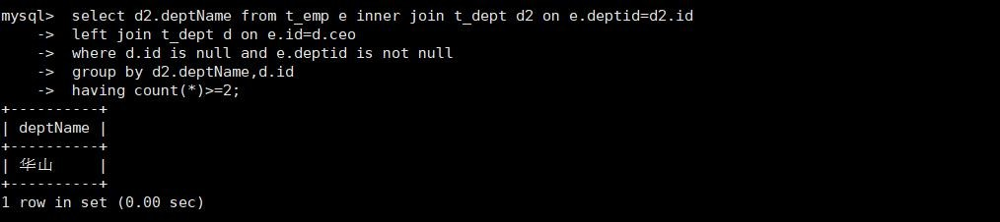 mysql>  select d2.deptName from t_emp e inner join t_dept d2 on e.deptid=d2.id
    ->  left join t_dept d on e.id=d.ceo
    ->  where d.id is null and e.deptid is not null
    ->  group by d2.deptName,d.id
    ->  having count(*)>=2;
+----------+
| deptName |
+----------+
| 华山     |
+----------+
1 row in set (0.00 sec)